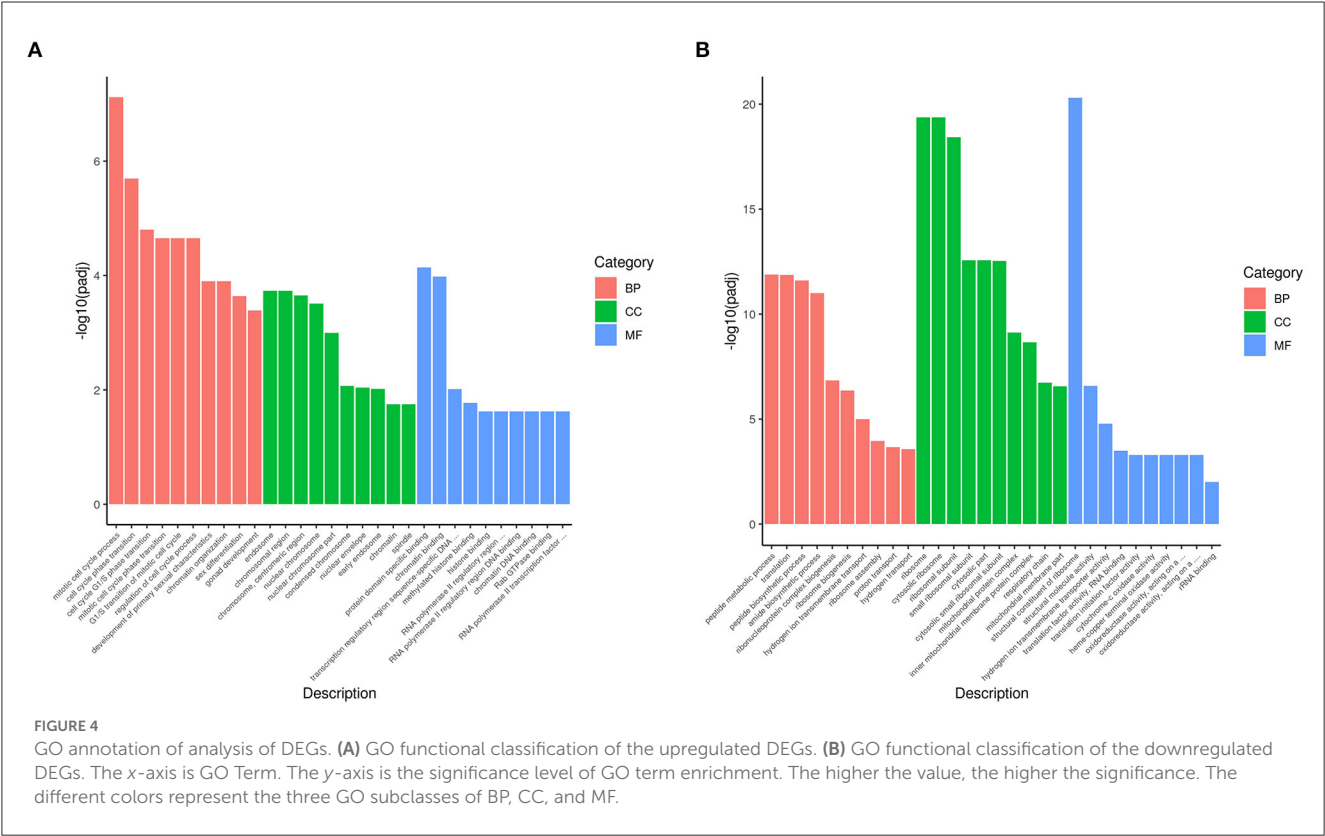 A
B
-log10(padj)
6
4
2
0
mitotic cell cycle process
cell cycle phase transition
cell cycle G1/S phase transition
mitotic cell cycle phase transition
G1/S transition of mitotic cell cycle
regulation of cell cycle process
development of primary sexual characteristics
chromatin organization
sex differentiation
gonad development
endosome
chromosomal region
chromosome, centromeric region
nuclear chromosome
nuclear chromosome part
condensed chromosome
nuclear envelope
early endosome
chromatin
spindle
protein domain specific binding
chromatin binding
transcription regulatory region sequence-specific DNA ...
methylated histone binding
histone binding
RNA polymerase II regulatory region ...
RNA polymerase II regulatory region DNA binding
chromatin DNA binding
Rab GTPase binding
RNA polymerase II transcription factor ...
Description
Category
BP
CC
MF
-log10(padj)
20
15
10
5
0
peptide metabolic process
translation
peptide biosynthetic process
amide biosynthetic process
ribonucleoprotein complex biogenesis
ribosome biogenesis
hydrogen ion transmembrane transport
ribosome assembly
proton transport
hydrogen transport
ribosome
cytosolic ribosome
ribosomal subunit
small ribosomal subunit
cytosolic part
cytosolic small ribosomal subunit
mitochondrial protein complex
inner mitochondrial membrane protein complex
respiratory chain
mitochondrial membrane part
structural constituent of ribosome
structural molecule activity
hydrogen ion transmembrane transporter activity
translation factor activity, RNA binding
translation initiation factor activity
cytochrome-c oxidase activity
heme-copper terminal oxidase activity
oxidoreductase activity, acting on a ...
oxidoreductase activity, acting on a ...
rRNA binding
Description
Category
BP
CC
MF
FIGURE 4
GO annotation of analysis of DEGs. (A) GO functional classification of the upregulated DEGs. (B) GO functional classification of the downregulated
DEGs. The x-axis is GO Term. The y-axis is the significance level of GO term enrichment. The higher the value, the higher the significance. The
different colors represent the three GO subclasses of BP, CC, and MF.